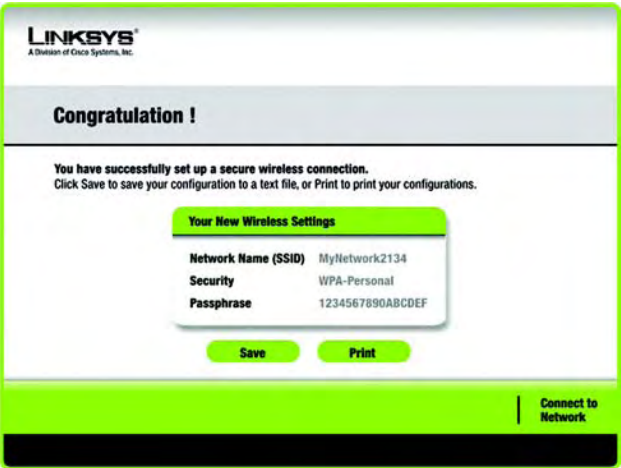 LINKSYS®
A Division of Cisco Systems, Inc.
Congratulation !
You have successfully set up a secure wireless connection.
Click Save to save your configuration to a text file, or Print to print your configurations.
Your New Wireless Settings
Network Name (SSID) MyNetwork2134
Security WPA-Personal
Passphrase 1234567890ABCDEF
Save Print
Connect to
Network